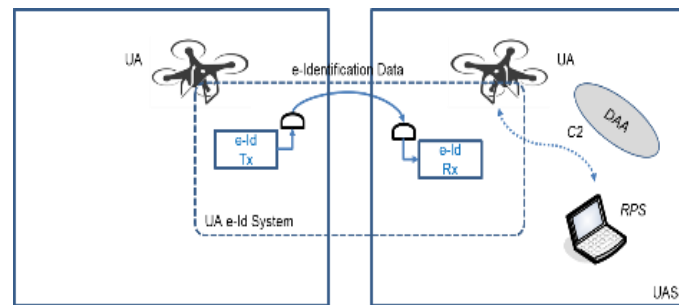 UA
UA
e-Identification Data
DAA
C2
e-Id
Tx
e-Id
Rx
RPS
UA e-Id System
UAS